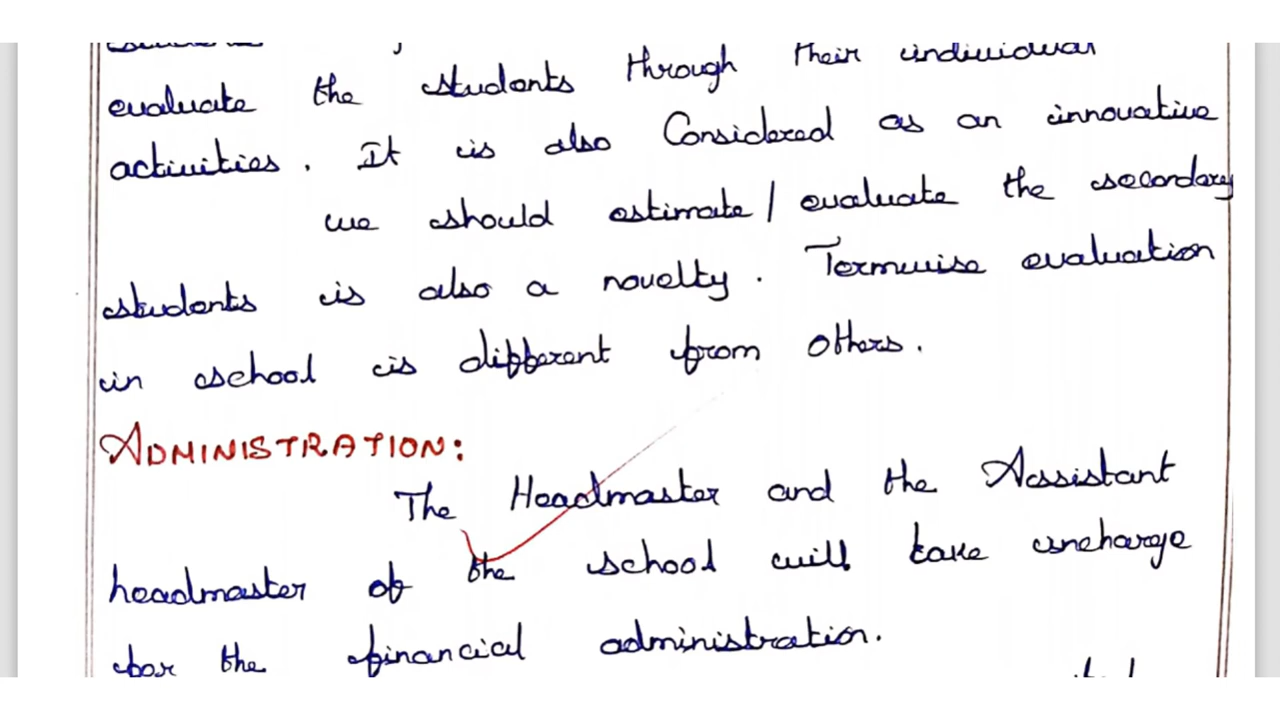 evaluate the students through their individual
activities. It is also Considered as an innovative
we should estimate/ evaluate the secondary
students is also a novelty. Termwise evaluation
in school is different from others.
ADMINISTRATION:
The Headmaster and the Assistant
headmaster of the school will take incharge
for the financial administration.